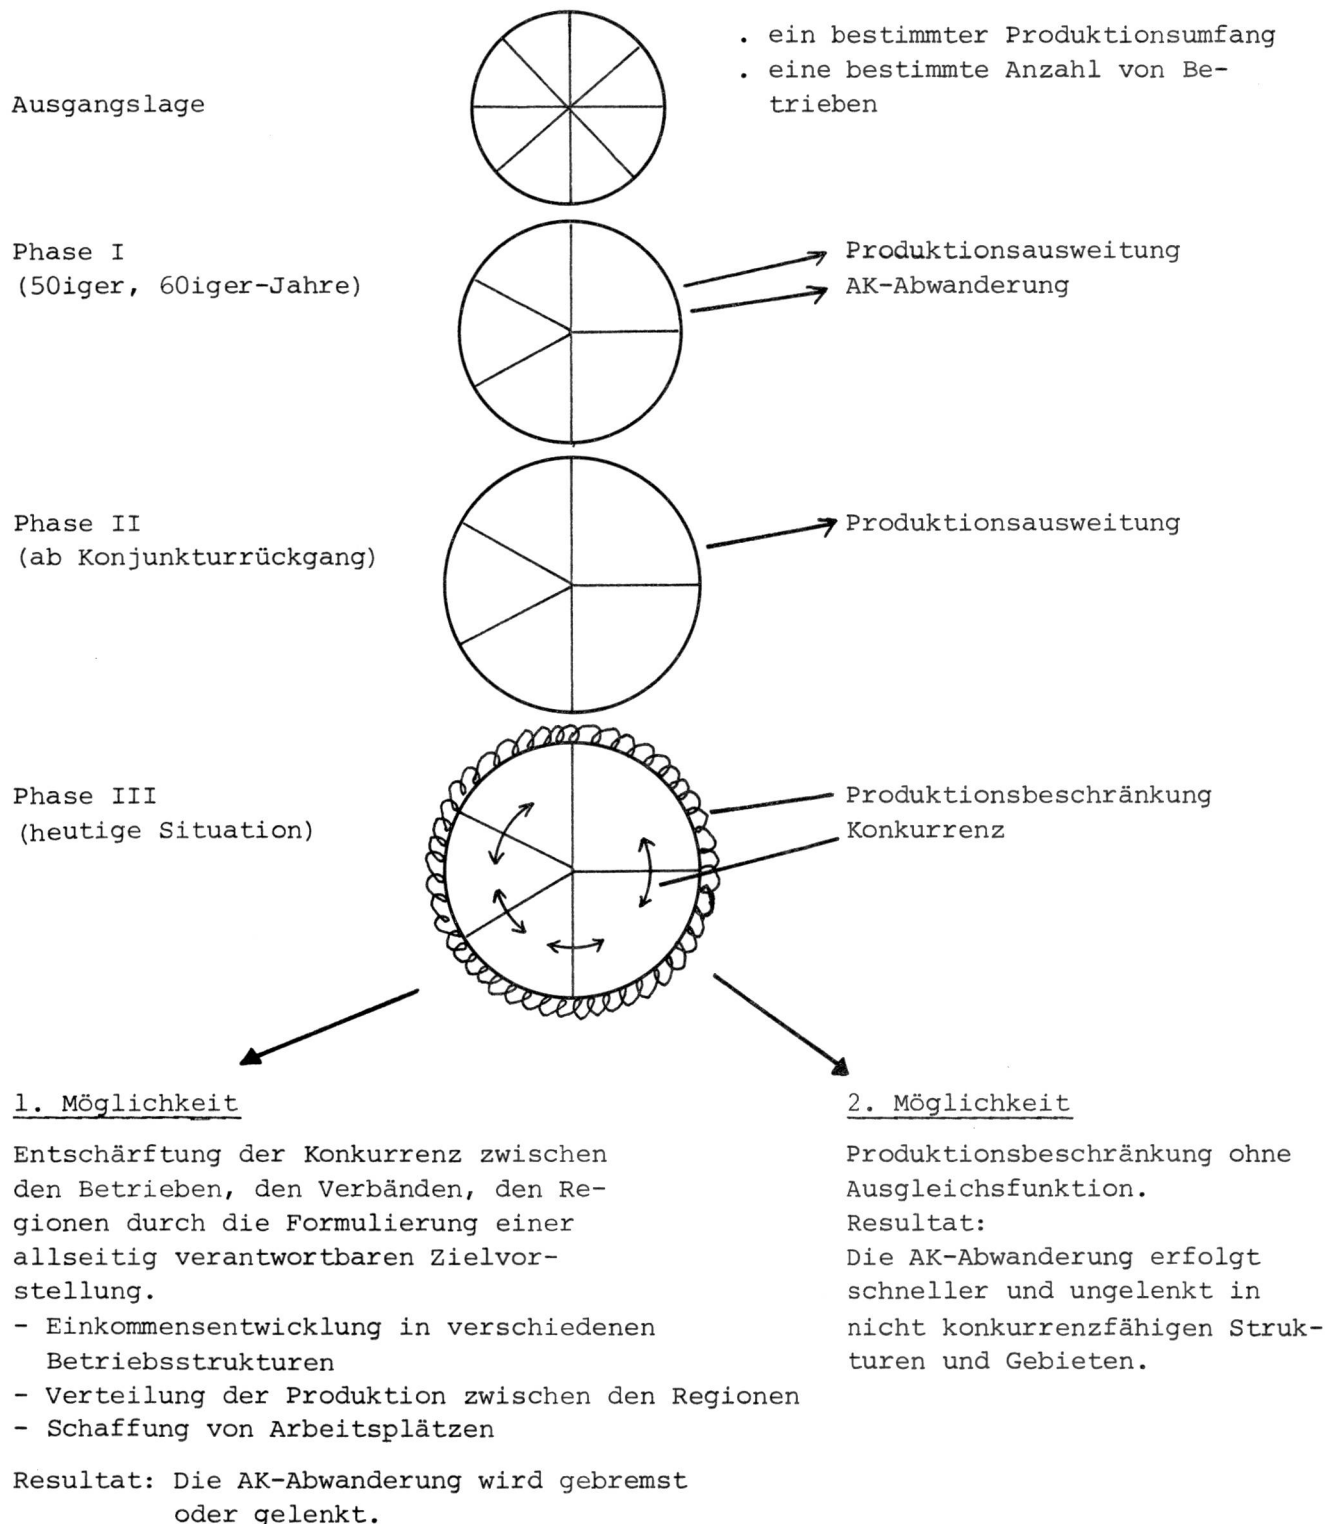 . ein bestimmter Produktionsumfang
. eine bestimmte Anzahl von Be-
trieben
Ausgangslage
Phase I
(50iger, 60iger-Jahre)
Produktionsausweitung
AK-Abwanderung
Phase II
(ab Konjunkturrückgang)
Produktionsausweitung
Phase III
(heutige Situation)
Produktionsbeschränkung
Konkurrenz
1. Möglichkeit
Entschärftung der Konkurrenz zwischen
den Betrieben, den Verbänden, den Re-
gionen durch die Formulierung einer
allseitig verantwortbaren Zielvor-
stellung.
- Einkommensentwicklung in verschiedenen
Betriebsstrukturen
- Verteilung der Produktion zwischen den Regionen
- Schaffung von Arbeitsplätzen
Resultat: Die AK-Abwanderung wird gebremst
oder gelenkt.
2. Möglichkeit
Produktionsbeschränkung ohne
Ausgleichsfunktion.
Resultat:
Die AK-Abwanderung erfolgt
schneller und ungelenkt in
nicht konkurrenzfähigen Struk-
turen und Gebieten.